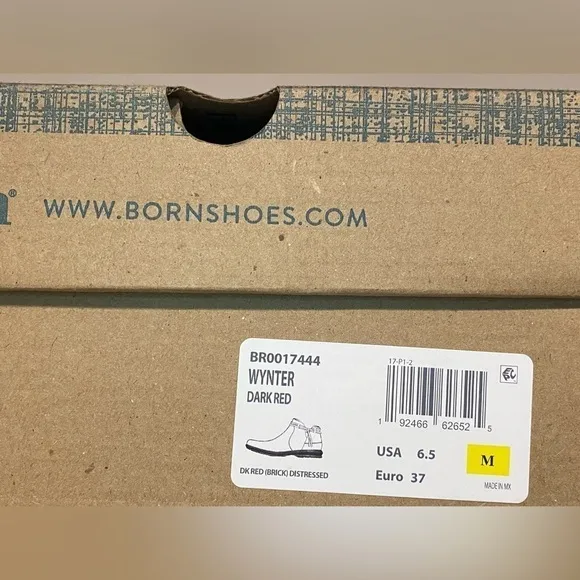 n® WWW.BORNSHOES.COM
BR0017444
WYNTER
DARK RED
DK RED (BRICK) DISTRESSED
17-P1-2
1 92466 62652 5
USA 6.5
Euro 37
M
MADE IN MX